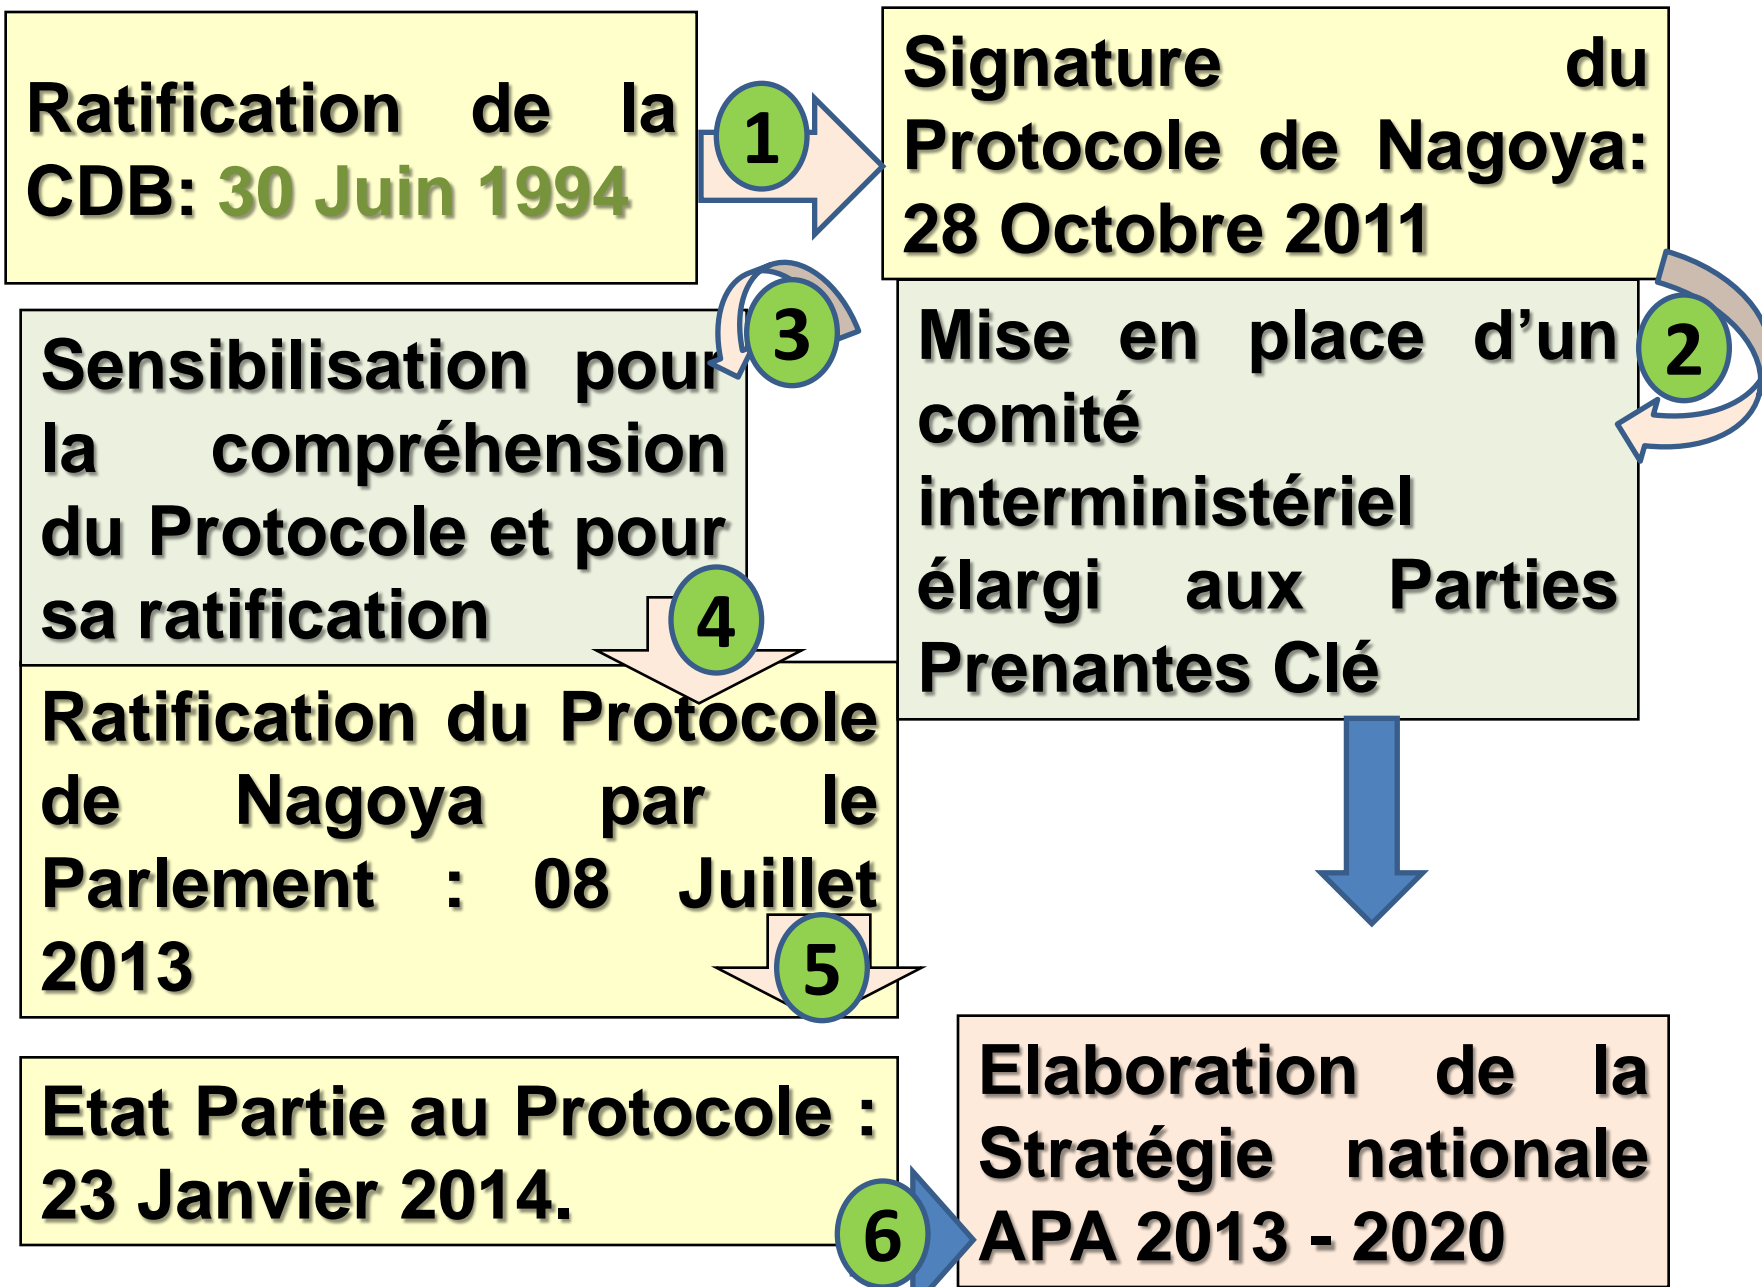 Ratification de la
CDB: 30 Juin 1994
1
Signature du
Protocole de Nagoya:
28 Octobre 2011
2
Mise en place d’un
comité
interministériel
élargi aux Parties
Prenantes Clé
3
Sensibilisation pour
la compréhension
du Protocole et pour
sa ratification
4
Ratification du Protocole
de Nagoya par le
Parlement : 08 Juillet
2013
5
Etat Partie au Protocole :
23 Janvier 2014.
6
Elaboration de la
Stratégie nationale
APA 2013 - 2020